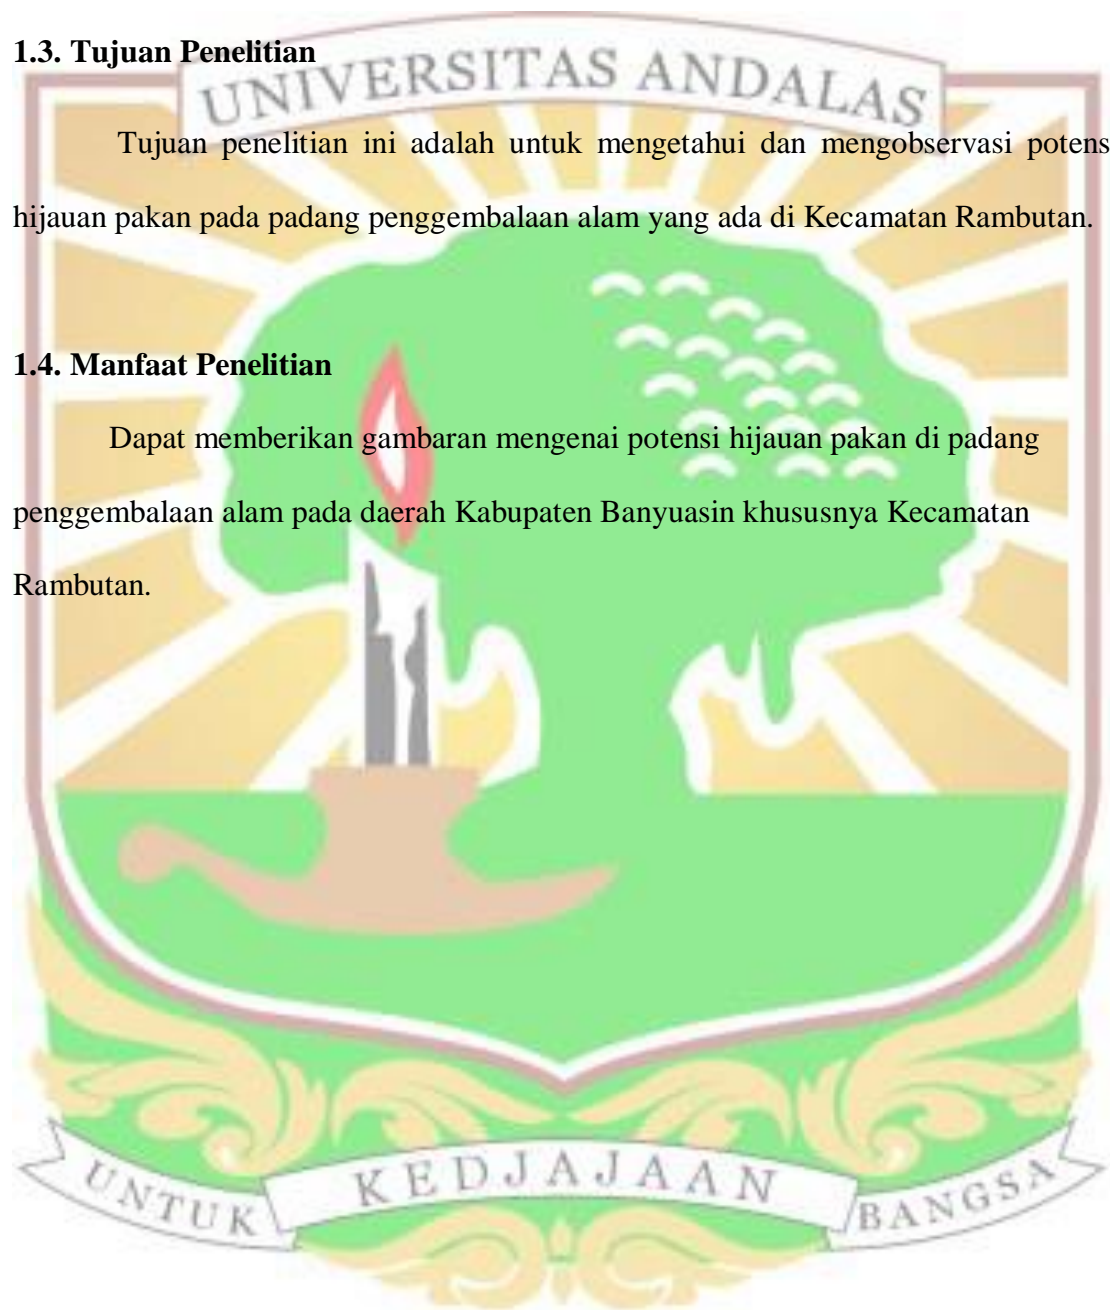 1.3. Tujuan Penelitian
UNIVERSITAS ANDALAS
Tujuan penelitian ini adalah untuk mengetahui dan mengobservasi potens
hijauan pakan pada padang penggembalaan alam yang ada di Kecamatan Rambutan.
1.4. Manfaat Penelitian
Dapat memberikan gambaran mengenai potensi hijauan pakan di padang
penggembalaan alam pada daerah Kabupaten Banyuasin khususnya Kecamatan
Rambutan.
UNTUK KEDJAJAAN BANGSA